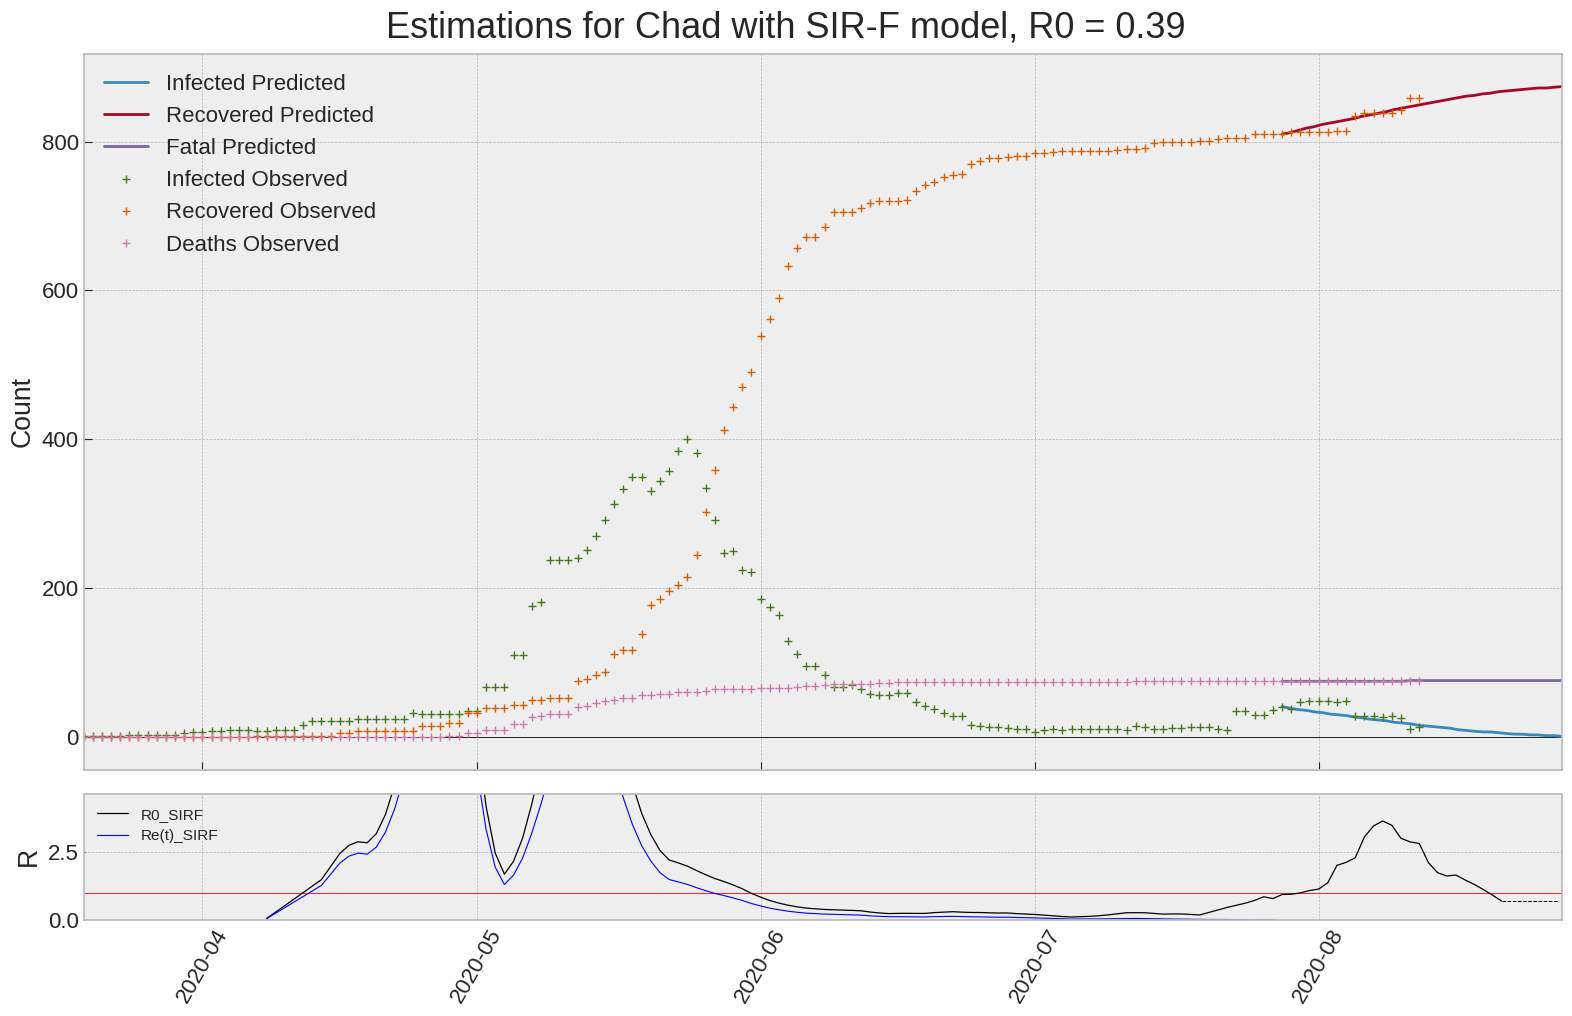 Estimations for Chad with SIR-F model, R0 = 0.39
Infected Predicted
Recovered Predicted
Fatal Predicted
Infected Observed
Recovered Observed
Deaths Observed
Count
800
600
400
200
0
R0_SIRF
Re(t)_SIRF
R
2.5
0.0
2020-04
2020-05
2020-06
2020-07
2020-08